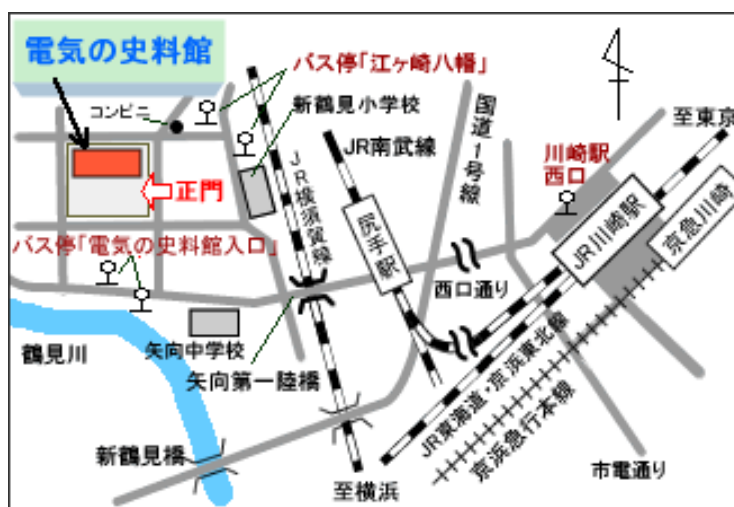 電気の史料館
バス停「江ヶ崎八幡」
コンビニ
新鶴見小学校
JR南武線
国道1号線
至東京
川崎駅
西口
正門
JR横須賀線
尻手駅
JR川崎駅
京急川崎
バス停「電気の史料館入口」
西口通り
鶴見川
矢向中学校
矢向第一陸橋
JR東海道・京浜東北線
京浜急行本線
新鶴見橋
至横浜
市電通り